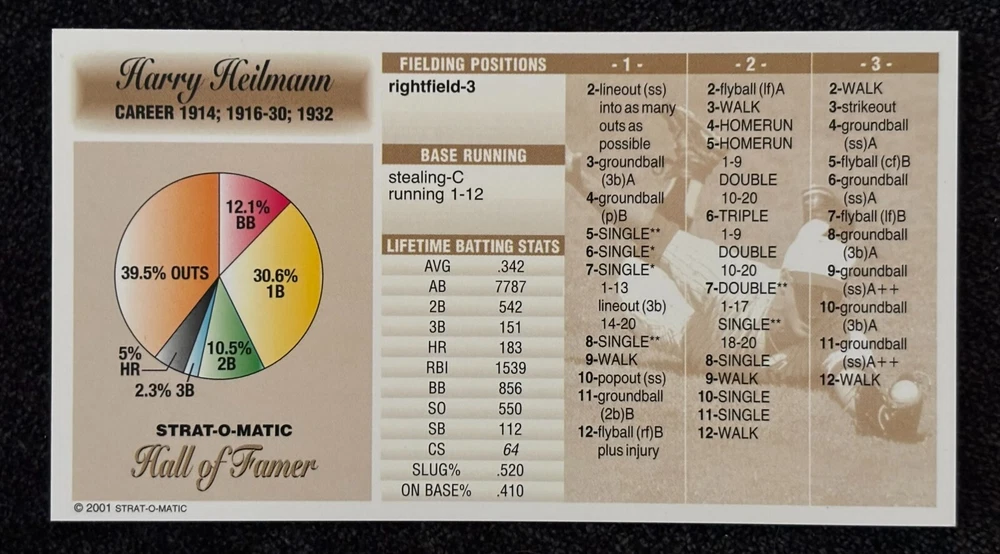 Harry Heilmann
CAREER 1914; 1916-30; 1932
12.1%
BB
39.5% OUTS
30.6%
1B
5%
HR
10.5%
2B
2.3% 3B
STRAT-O-MATIC
Hall of Famer
© 2001 STRAT-O-MATIC
FIELDING POSITIONS
rightfield-3
BASE RUNNING
stealing-C
running 1-12
LIFETIME BATTING STATS
AVG .342
AB 7787
2B 542
3B 151
HR 183
RBI 1539
BB 856
SO 550
SB 112
CS 64
SLUG% .520
ON BASE% .410
- 1 -
2-lineout (ss)
into as many
outs as
possible
3-groundball
(3b)A
4-groundball
(p)B
5-SINGLE**
6-SINGLE*
7-SINGLE*
1-13
lineout (3b)
14-20
8-SINGLE**
9-WALK
10-popout (ss)
11-groundball
(2b)B
12-flyball (rf)B
plus injury
- 2 -
2-flyball (lf)A
3-WALK
4-HOMERUN
5-HOMERUN
1-9
DOUBLE
10-20
6-TRIPLE
1-9
DOUBLE
10-20
7-DOUBLE**
1-17
SINGLE**
18-20
8-SINGLE
9-WALK
10-SINGLE
11-SINGLE
12-WALK
- 3 -
2-WALK
3-strikeout
4-groundball
(ss)A
5-flyball (cf)B
6-groundball
(ss)A
7-flyball (lf)B
8-groundball
(3b)A
9-groundball
(ss)A++
10-groundball
(3b)A
11-groundball
(ss)A++
12-WALK